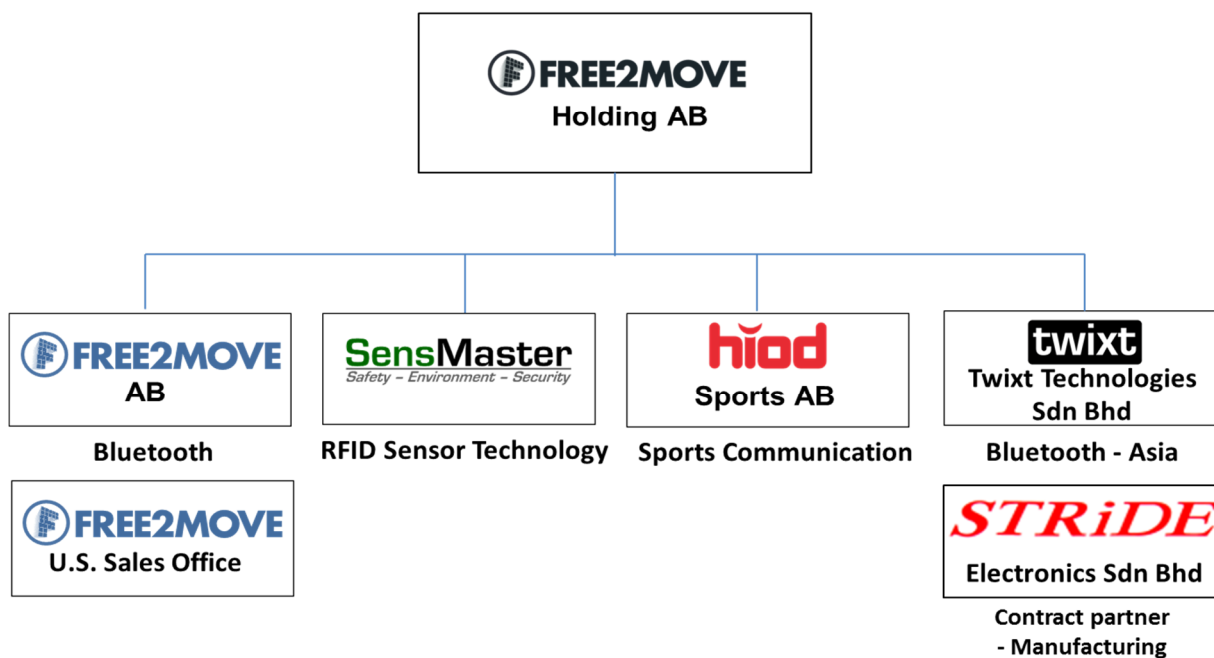 FREE2MOVE
Holding AB
FREE2MOVE
AB
Bluetooth
FREE2MOVE
U.S. Sales Office
SensMaster
Safety – Environment – Security
RFID Sensor Technology
hiod
Sports AB
Sports Communication
twixt
Twixt Technologies
Sdn Bhd
Bluetooth - Asia
STRiDE
Electronics Sdn Bhd
Contract partner
- Manufacturing